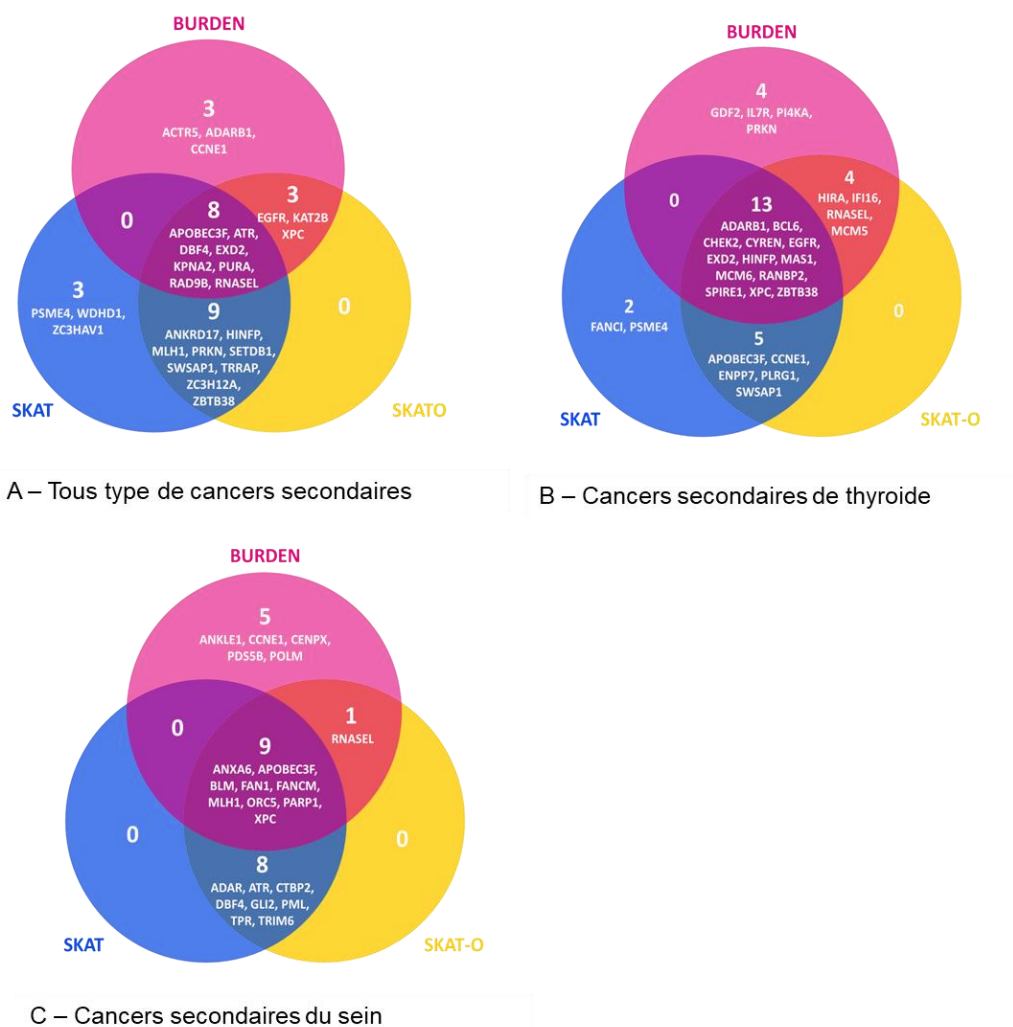 BURDEN
3
ACTR5, ADARB1,
CCNE1
0
8
APOBEC3F, ATR,
DBF4, EXD2,
KPNA2, PURA,
RAD9B, RNASEL
3
EGFR, KAT2B
XPC
3
PSME4, WDHD1,
ZC3HAV1
9
ANKRD17, HINFP,
MLH1, PRKN, SETDB1,
SWSAP1, TRRAP,
ZC3H12A,
ZBTB38
0
SKAT
SKATO
A – Tous type de cancers secondaires
BURDEN
4
GDF2, IL7R, PI4KA,
PRKN
0
13
ADARB1, BCL6,
CHEK2, CYREN, EGFR,
EXD2, HINFP, MAS1,
MCM6, RANBP2,
SPIRE1, XPC, ZBTB38
4
HIRA, IFI16,
RNASEL,
MCM5
2
FANCI, PSME4
5
APOBEC3F, CCNE1,
ENPP7, PLRG1,
SWSAP1
0
SKAT
SKAT-O
B – Cancers secondaires de thyroide
BURDEN
5
ANKLE1, CCNE1, CENPX,
PDS5B, POLM
0
9
ANXA6, APOBEC3F,
BLM, FAN1, FANCM,
MLH1, ORC5, PARP1,
XPC
1
RNASEL
0
8
ADAR, ATR, CTBP2,
DBF4, GLI2, PML,
TPR, TRIM6
0
SKAT
SKAT-O
C – Cancers secondaires du sein